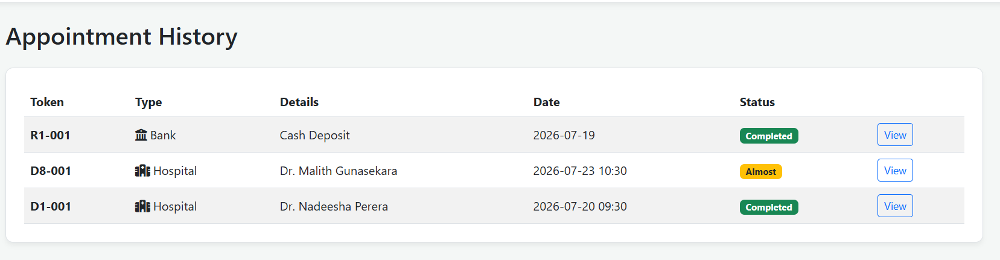 Appointment History
Token Type Details Date Status
R1-001 Bank Cash Deposit 2026-07-19 Completed View
D8-001 Hospital Dr. Malith Gunasekara 2026-07-23 10:30 Almost View
D1-001 Hospital Dr. Nadeesha Perera 2026-07-20 09:30 Completed View